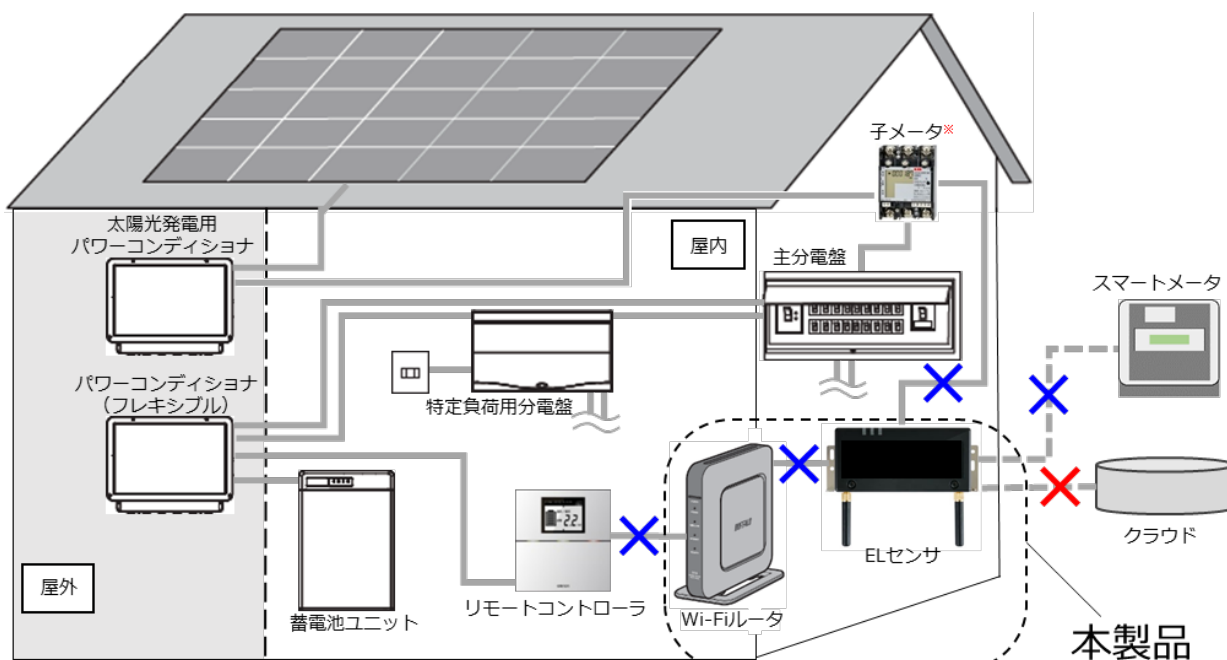 子メータ※
太陽光発電用
パワーコンディショナ
屋内
主分電盤
スマートメータ
パワーコンディショナ
（フレキシブル）
特定負荷用分電盤
-2.2
BUFFALO
クラウド
ELセンサ
屋外
リモートコントローラ
蓄電池ユニット
Wi-Fiルータ
本製品